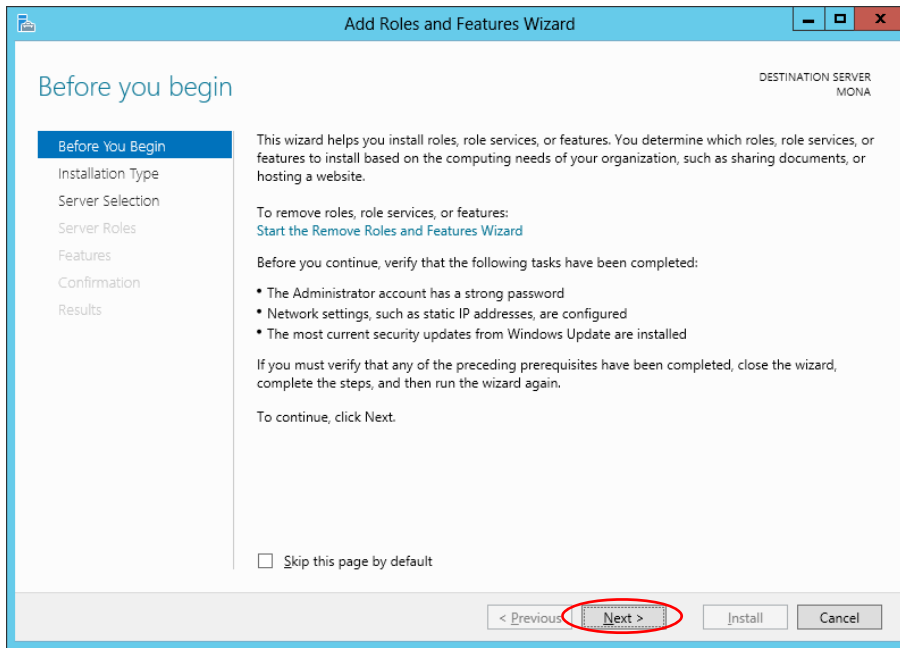 Add Roles and Features Wizard
Before you begin
DESTINATION SERVER
MONA
Before You Begin
Installation Type
Server Selection
Server Roles
Features
Confirmation
Results
This wizard helps you install roles, role services, or features. You determine which roles, role services, or
features to install based on the computing needs of your organization, such as sharing documents, or
hosting a website.
To remove roles, role services, or features:
Start the Remove Roles and Features Wizard
Before you continue, verify that the following tasks have been completed:
• The Administrator account has a strong password
• Network settings, such as static IP addresses, are configured
• The most current security updates from Windows Update are installed
If you must verify that any of the preceding prerequisites have been completed, close the wizard,
complete the steps, and then run the wizard again.
To continue, click Next.
Skip this page by default
< Previous
Next >
Install
Cancel